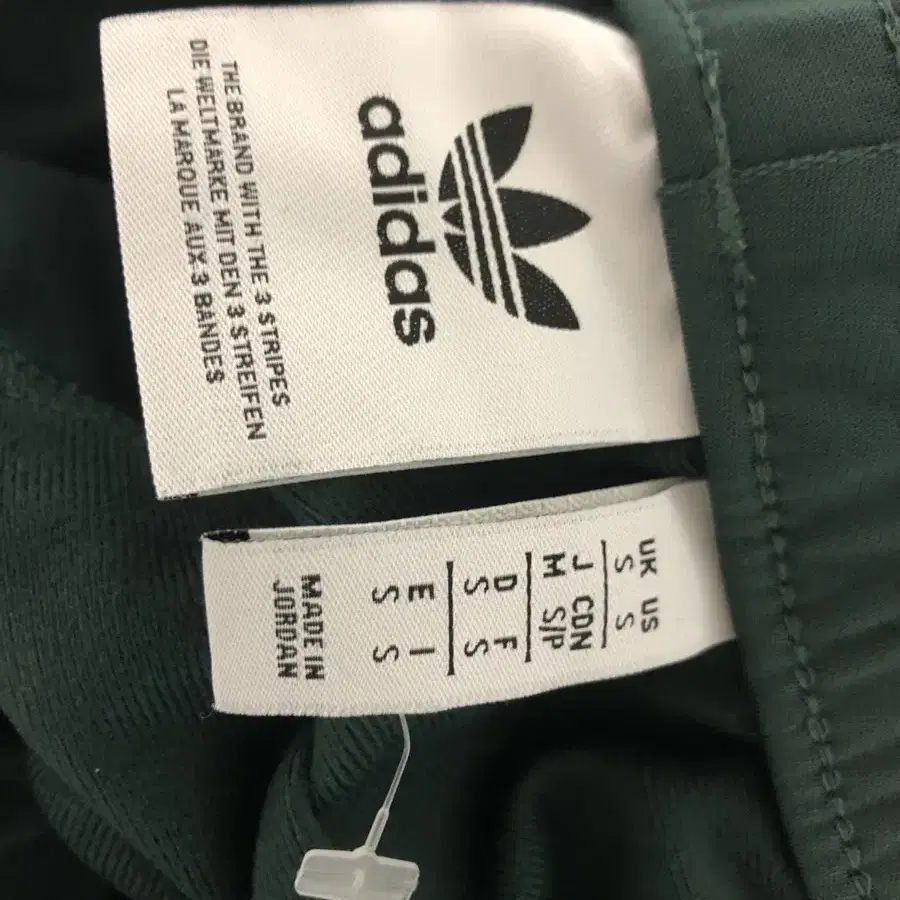 adidas
THE BRAND WITH THE 3 STRIPES
DIE WELTMARKE MIT DEN 3 STREIFEN
LA MARQUE AUX 3 BANDES
UK US
S S
J CDN
M S/P
D F
S S
E I
S S
MADE IN
JORDAN